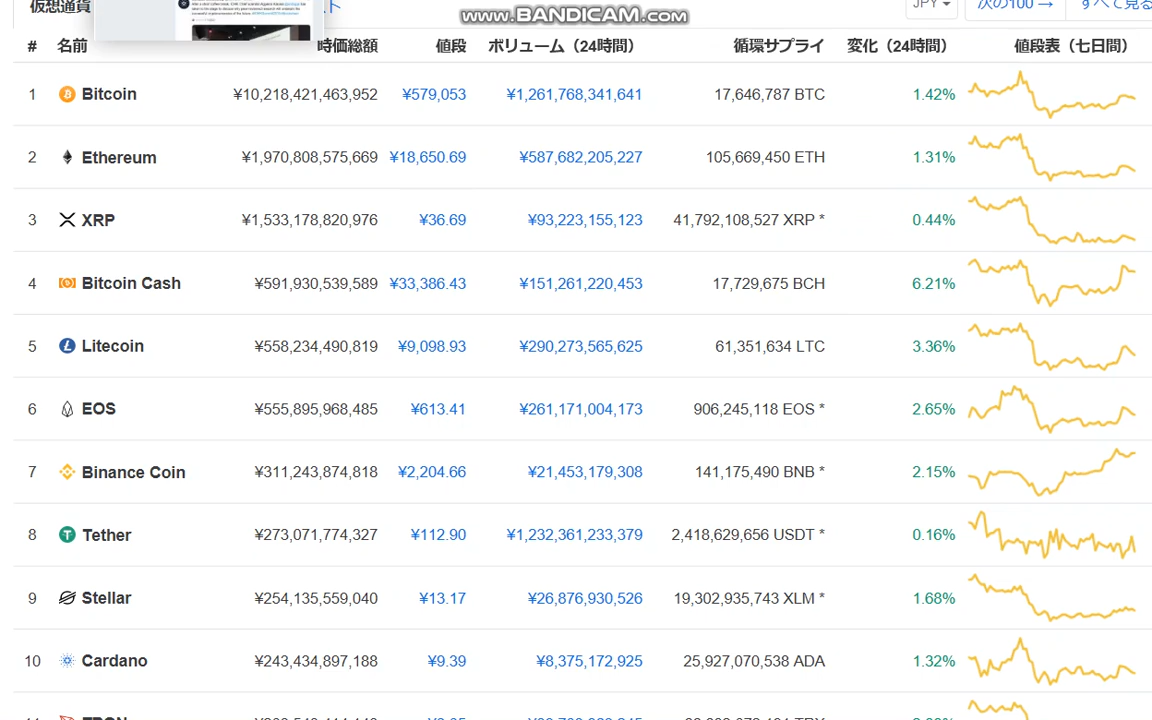 仮想通貨
ト
www.BANDICAM.com
JPY
次の100 →
すべて見る
# 名前 時価総額 値段 ボリューム（24時間） 循環サプライ 変化（24時間） 値段表（七日間）
1 Bitcoin ¥10,218,421,463,952 ¥579,053 ¥1,261,768,341,641 17,646,787 BTC 1.42%
2 Ethereum ¥1,970,808,575,669 ¥18,650.69 ¥587,682,205,227 105,669,450 ETH 1.31%
3 XRP ¥1,533,178,820,976 ¥36.69 ¥93,223,155,123 41,792,108,527 XRP * 0.44%
4 Bitcoin Cash ¥591,930,539,589 ¥33,386.43 ¥151,261,220,453 17,729,675 BCH 6.21%
5 Litecoin ¥558,234,490,819 ¥9,098.93 ¥290,273,565,625 61,351,634 LTC 3.36%
6 EOS ¥555,895,968,485 ¥613.41 ¥261,171,004,173 906,245,118 EOS * 2.65%
7 Binance Coin ¥311,243,874,818 ¥2,204.66 ¥21,453,179,308 141,175,490 BNB * 2.15%
8 Tether ¥273,071,774,327 ¥112.90 ¥1,232,361,233,379 2,418,629,656 USDT * 0.16%
9 Stellar ¥254,135,559,040 ¥13.17 ¥26,876,930,526 19,302,935,743 XLM * 1.68%
10 Cardano ¥243,434,897,188 ¥9.39 ¥8,375,172,925 25,927,070,538 ADA 1.32%